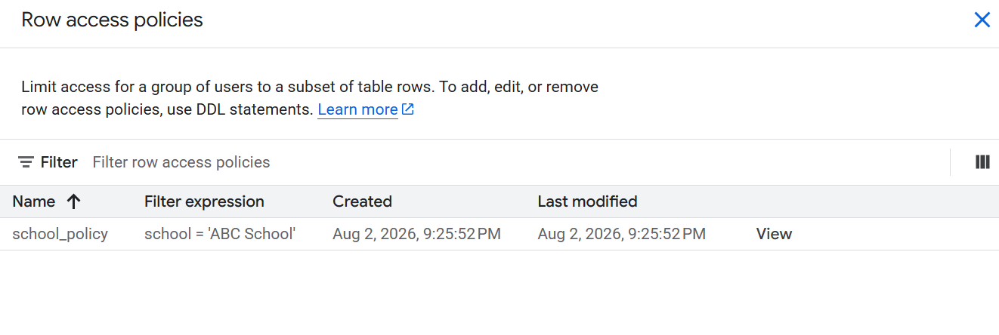 Row access policies
Limit access for a group of users to a subset of table rows. To add, edit, or remove
row access policies, use DDL statements. Learn more
Filter Filter row access policies
Name Filter expression Created Last modified
school_policy school = 'ABC School' Aug 2, 2026, 9:25:52 PM Aug 2, 2026, 9:25:52 PM View